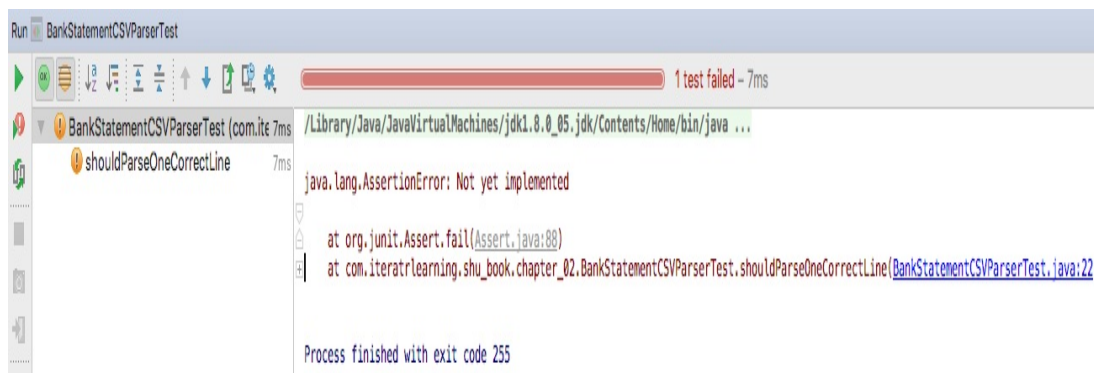 Run BankStatementCSVParserTest
1 test failed – 7ms
BankStatementCSVParserTest (com.ite 7ms
shouldParseOneCorrectLine 7ms
/Library/Java/JavaVirtualMachines/jdk1.8.0_05.jdk/Contents/Home/bin/java ...
java.lang.AssertionError: Not yet implemented
at org.junit.Assert.fail(Assert.java:88)
at com.iteratrlearning.shu_book.chapter_02.BankStatementCSVParserTest.shouldParseOneCorrectLine(BankStatementCSVParserTest.java:22
Process finished with exit code 255